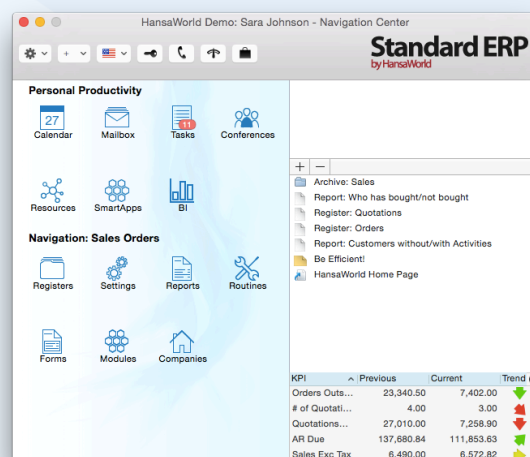 HansaWorld Demo: Sara Johnson - Navigation Center
Standard ERP
by HansaWorld
Personal Productivity
27
11
Calendar
Mailbox
Tasks
Conferences
Resources
SmartApps
BI
Navigation: Sales Orders
Registers
Settings
Reports
Routines
Forms
Modules
Companies
Archive: Sales
Report: Who has bought/not bought
Register: Quotations
Register: Orders
Report: Customers without/with Activities
Be Efficient!
HansaWorld Home Page
KPI Previous Current Trend
Orders Outs... 23,340.50 7,402.00
# of Quotati... 4.00 3.00
Quotations... 27,010.00 7,258.90
AR Due 137,680.84 111,853.63
Sales Exc Tax 6,490.00 6,572.82